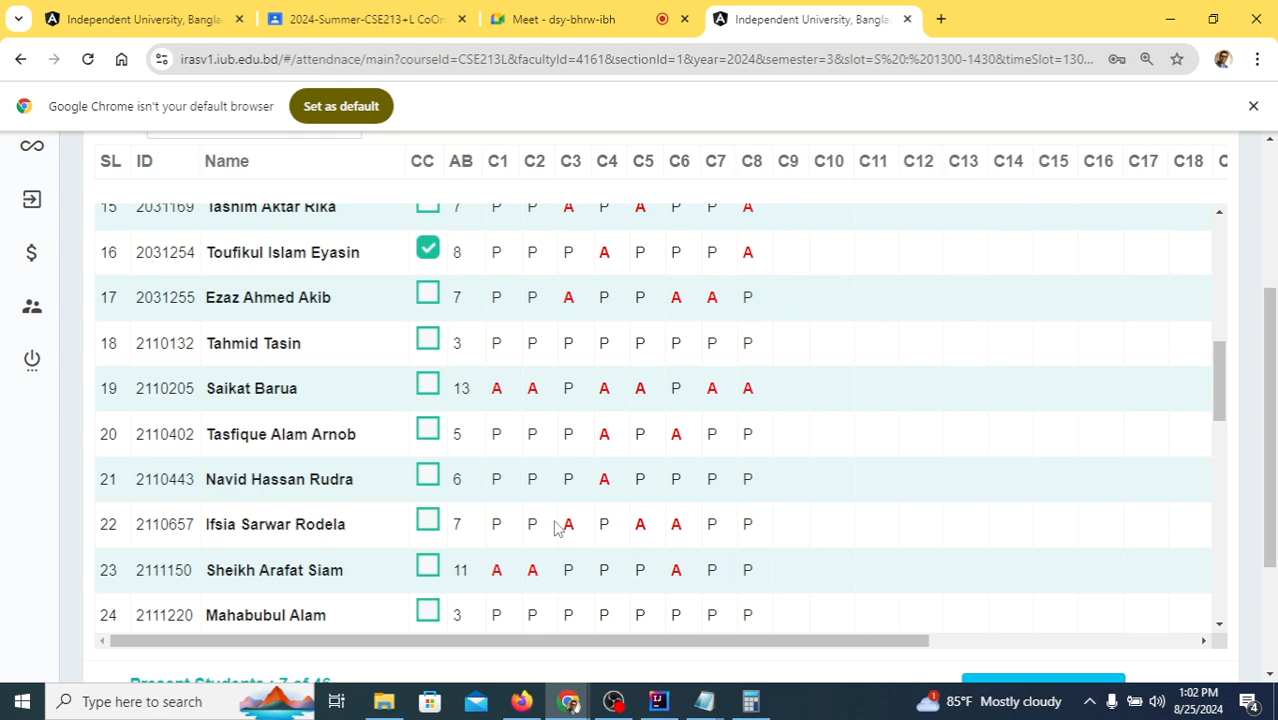 Independent University, Bangla
2024-Summer-CSE213+L CoO
Meet - dsy-bhrw-ibh
Independent University, Bangla
irasv1.iub.edu.bd/#/attendnace/main?courseId=CSE213L&facultyId=4161&sectionId=1&year=2024&semester=3&slot=S%20:%201300-1430&timeSlot=130...
Google Chrome isn't your default browser
Set as default
SL ID Name CC AB C1 C2 C3 C4 C5 C6 C7 C8 C9 C10 C11 C12 C13 C14 C15 C16 C17 C18 C
15 2031169 Tasnim Aktar Rika 7 P P A P A P P A
16 2031254 Toufikul Islam Eyasin 8 P P P A P P P A
17 2031255 Ezaz Ahmed Akib 7 P P A P P A A P
18 2110132 Tahmid Tasin 3 P P P P P P P P
19 2110205 Saikat Barua 13 A A P A A P A A
20 2110402 Tasfique Alam Arnob 5 P P P A P A P P
21 2110443 Navid Hassan Rudra 6 P P P A P P P P
22 2110657 Ifsia Sarwar Rodela 7 P P A P A A P P
23 2111150 Sheikh Arafat Siam 11 A A P P P A P P
24 2111220 Mahabubul Alam 3 P P P P P P P P
Present Students : 7 of 46
Type here to search
85°F Mostly cloudy
1:02 PM
8/25/2024
4